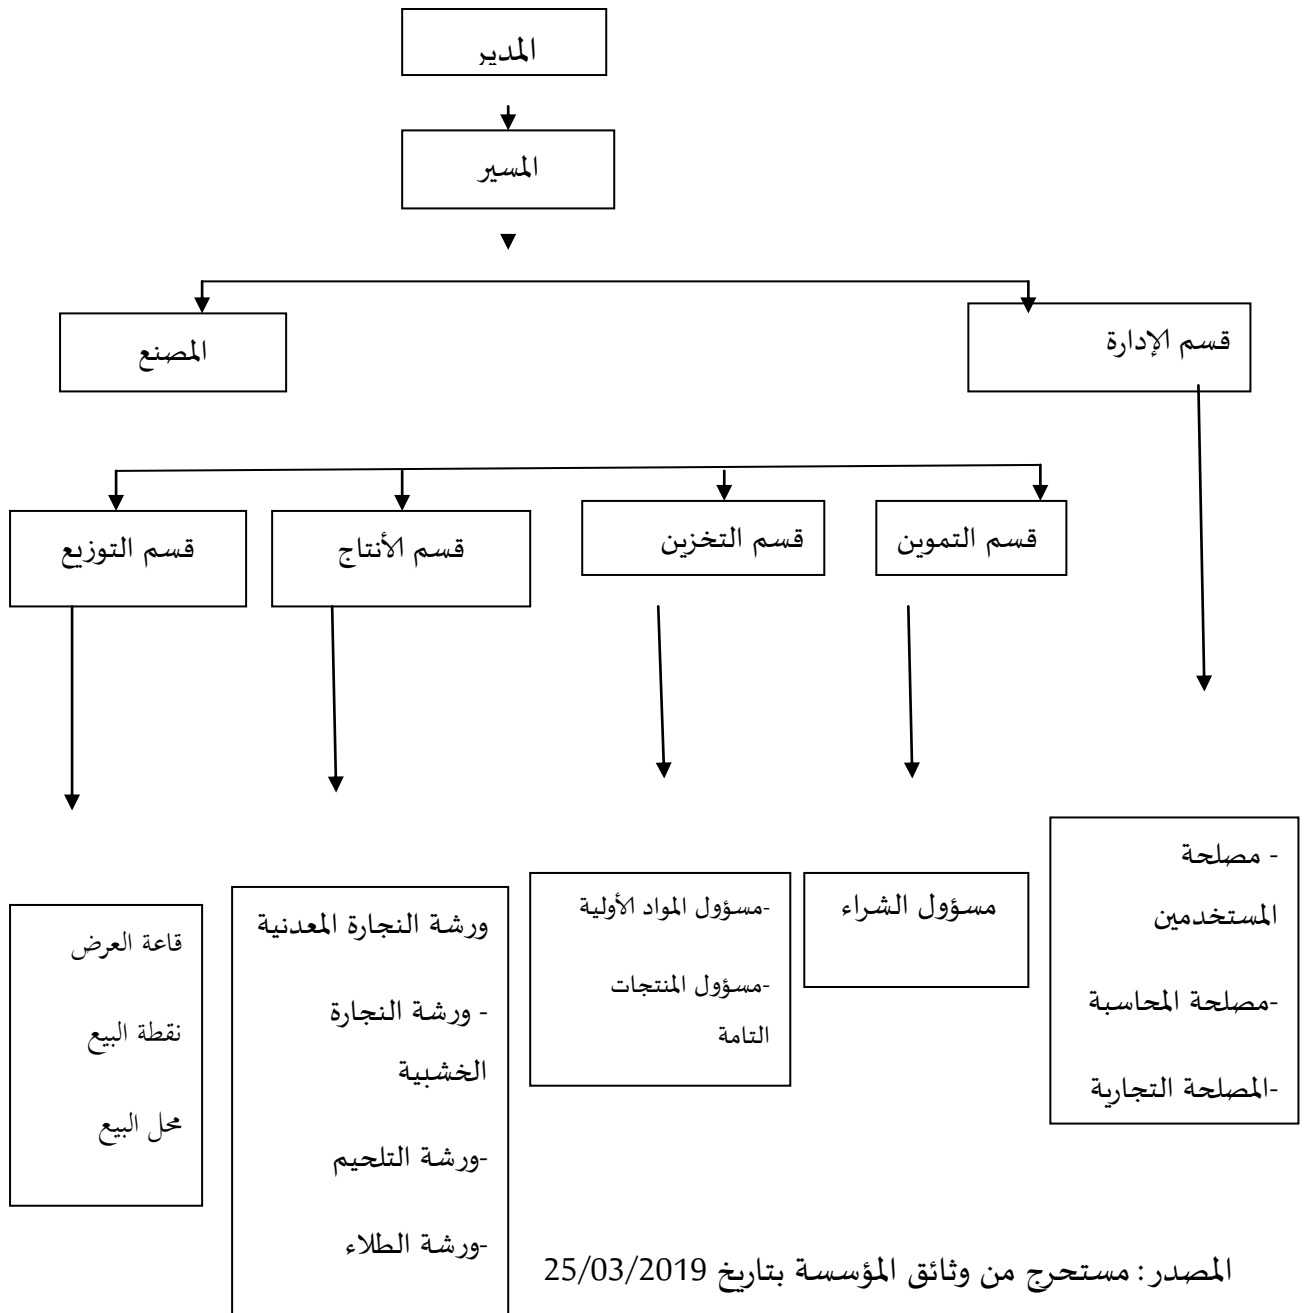 المدير
المسير
قسم الإدارة
المصنع
قسم التموين
قسم التخزين
قسم الأنتاج
قسم التوزيع
- مصلحة
المستخدمين
-مصلحة المحاسبة
-المصلحة التجارية
مسؤول الشراء
-مسؤول المواد الأولية
-مسؤول المنتجات
التامة
ورشة النجارة المعدنية
- ورشة النجارة
الخشبية
-ورشة التلحيم
-ورشة الطلاء
قاعة العرض
نقطة البيع
محل البيع
المصدر: مستحرج من وثائق المؤسسة بتاريخ 25/03/2019